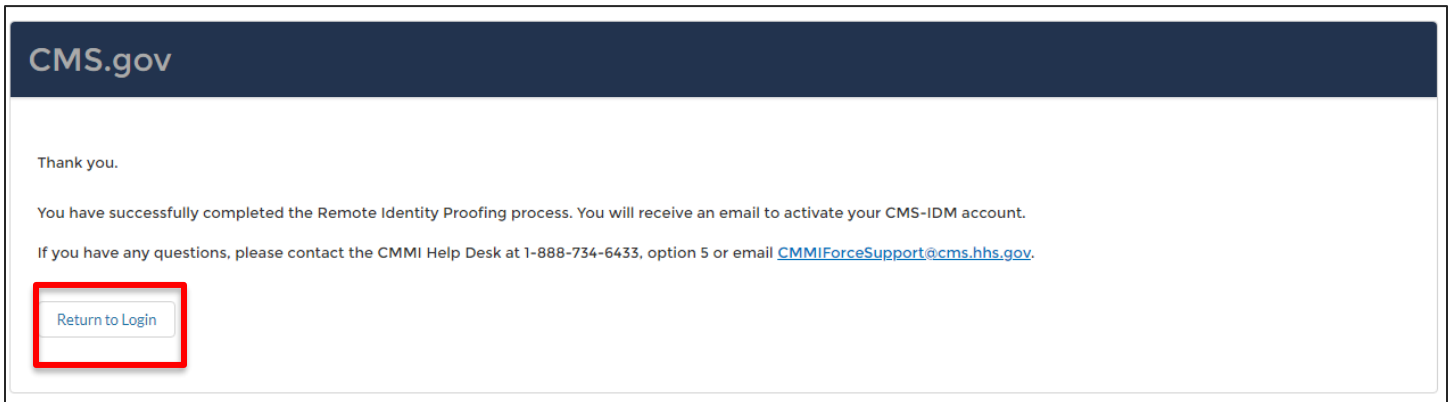 CMS.gov
Thank you.
You have successfully completed the Remote Identity Proofing process. You will receive an email to activate your CMS-IDM account.
If you have any questions, please contact the CMMI Help Desk at 1-888-734-6433, option 5 or email CMMIForceSupport@cms.hhs.gov.
Return to Login